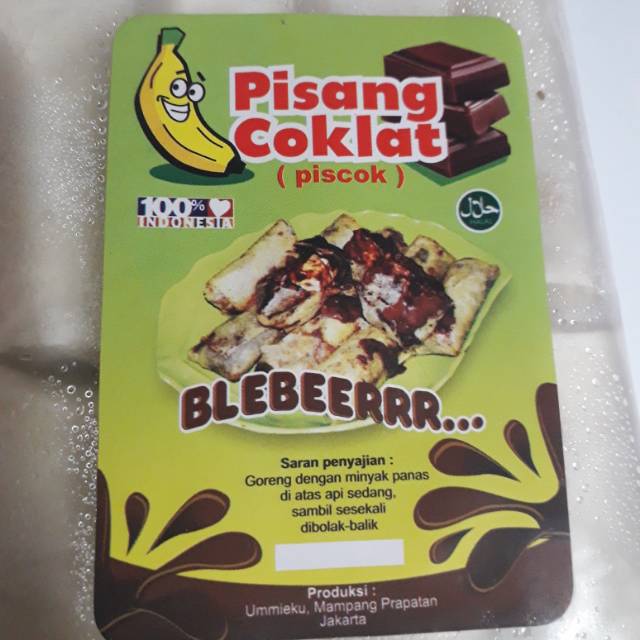 Pisang
Coklat
( piscok )
100%
INDONESIA
حلال
BLEBEERRR...
Saran penyajian :
Goreng dengan minyak panas
di atas api sedang,
sambil sesekali
dibolak-balik
Produksi :
Ummieku, Mampang Prapatan
Jakarta